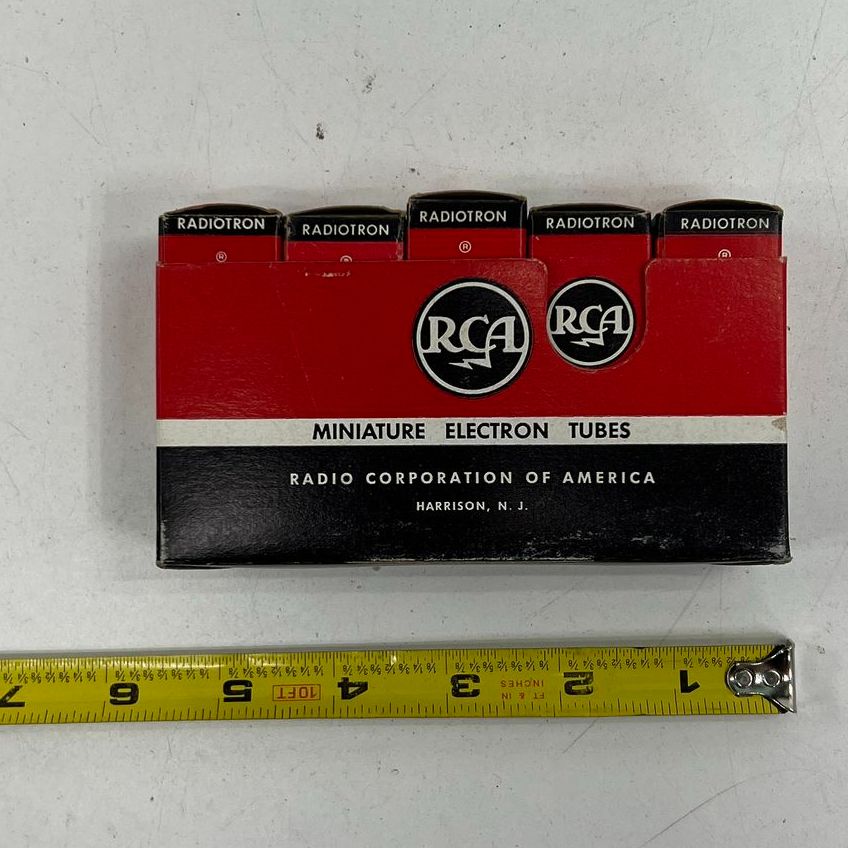 RADIOTRON RADIOTRON RADIOTRON RADIOTRON RADIOTRON
® ® ® ®
RCA RCA
MINIATURE ELECTRON TUBES
RADIO CORPORATION OF AMERICA
HARRISON, N. J.
7 6 5 10FT 4 3 FT & IN INCHES 2 1